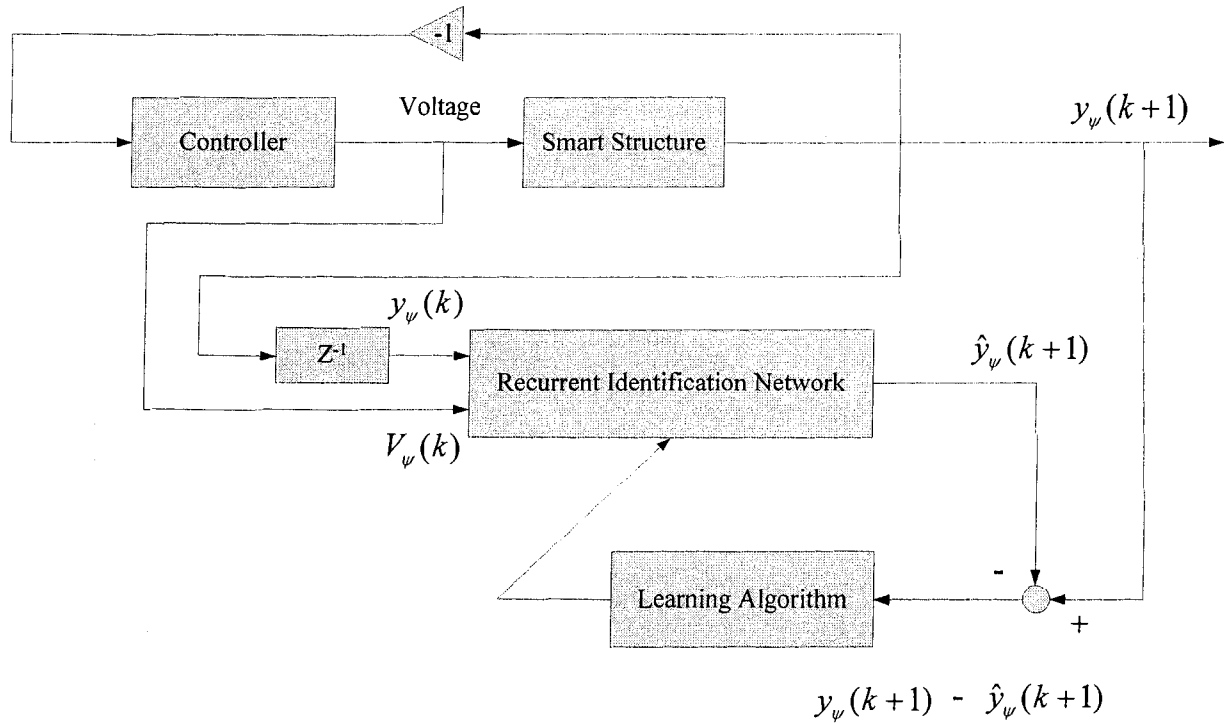 -1
Voltage
y_ψ(k+1)
Controller
Smart Structure
y_ψ(k)
Z⁻¹
Recurrent Identification Network
ŷ_ψ(k+1)
V_ψ(k)
-
Learning Algorithm
+
y_ψ(k+1) - ŷ_ψ(k+1)